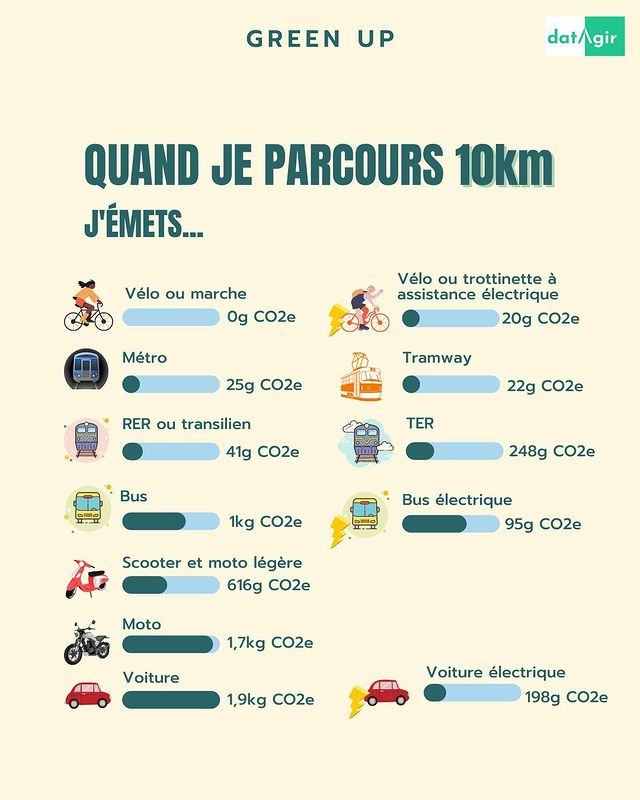 GREEN UP
datAgir
QUAND JE PARCOURS 10km
J'ÉMETS...
Vélo ou marche
0g CO2e
Vélo ou trottinette à
assistance électrique
20g CO2e
Métro
25g CO2e
Tramway
22g CO2e
RER ou transilien
41g CO2e
TER
248g CO2e
Bus
1kg CO2e
Bus électrique
95g CO2e
Scooter et moto légère
616g CO2e
Moto
1,7kg CO2e
Voiture
1,9kg CO2e
Voiture électrique
198g CO2e